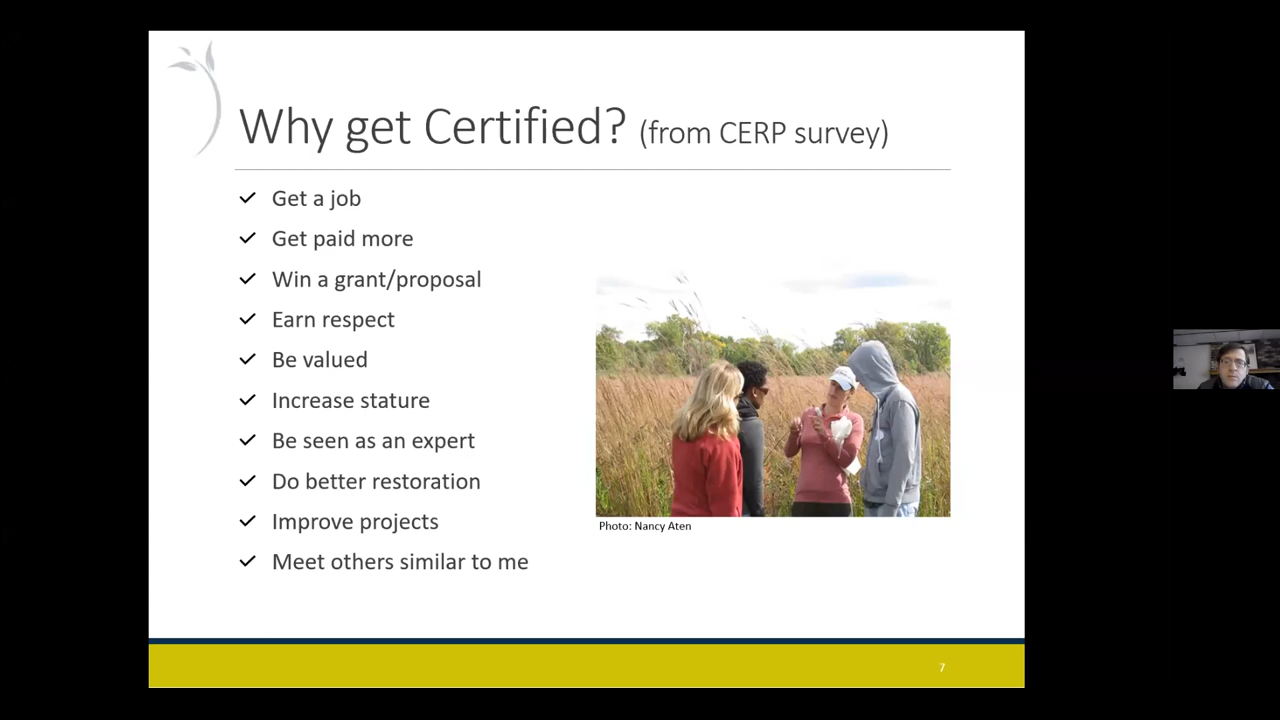 Why get Certified? (from CERP survey)
✓ Get a job
✓ Get paid more
✓ Win a grant/proposal
✓ Earn respect
✓ Be valued
✓ Increase stature
✓ Be seen as an expert
✓ Do better restoration
✓ Improve projects
✓ Meet others similar to me
Photo: Nancy Aten
7